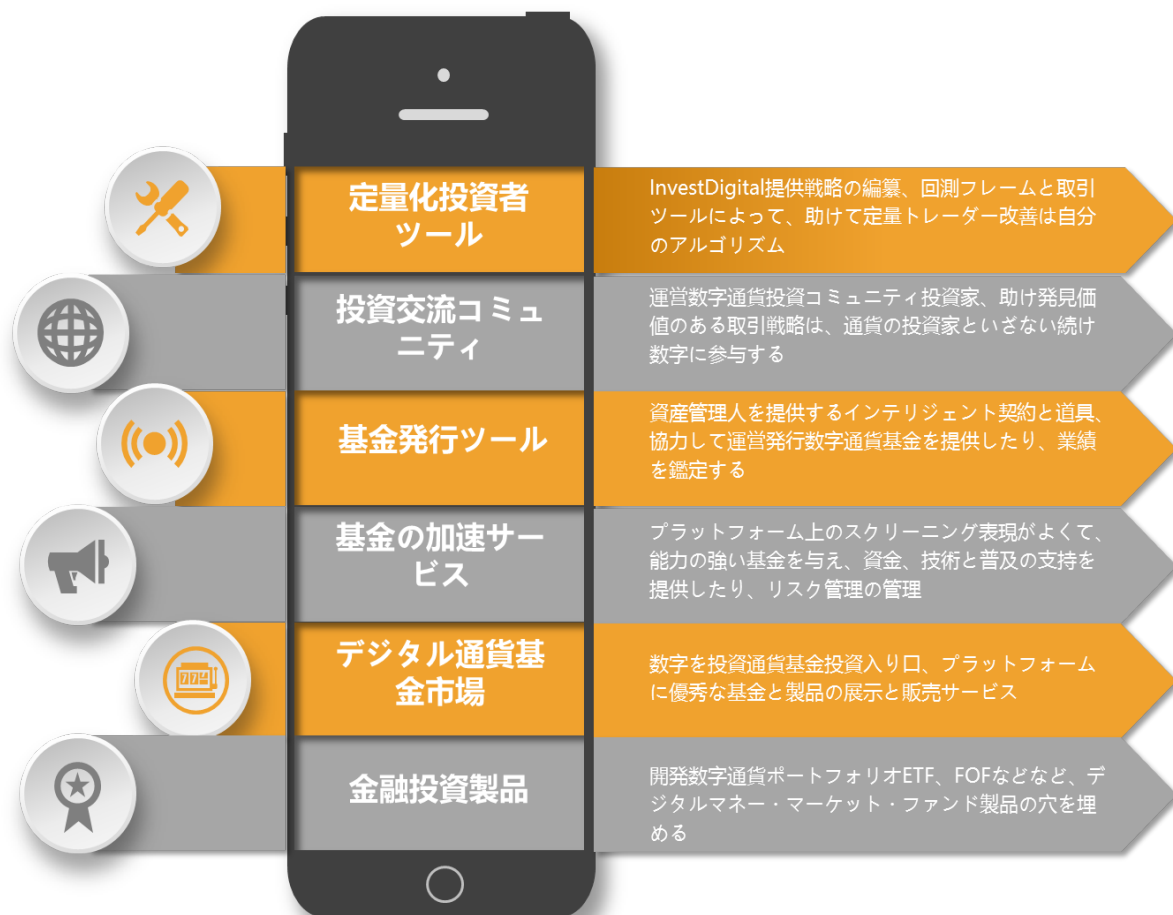 定量化投資者
ツール
InvestDigital提供戦略の編纂、回測フレームと取引
ツールによって、助けて定量トレーダー改善は自分
のアルゴリズム
投資交流コミュ
ニティ
運営数字通貨投資コミュニティ投資家、助け発見価
値のある取引戦略は、通貨の投資家といざない続け
数字に参与する
基金発行ツール
資産管理人を提供するインテリジェント契約と道具、
協力して運営発行数字通貨基金を提供したり、業績
を鑑定する
基金の加速サー
ビス
プラットフォーム上のスクリーニング表現がよくて、
能力の強い基金を与え、資金、技術と普及の支持を
提供したり、リスク管理の管理
デジタル通貨基
金市場
数字を投資通貨基金投資入り口、プラットフォーム
に優秀な基金と製品の展示と販売サービス
金融投資製品
開発数字通貨ポートフォリオETF、FOFなどなど、デ
ジタルマネー・マーケット・ファンド製品の穴を埋
める